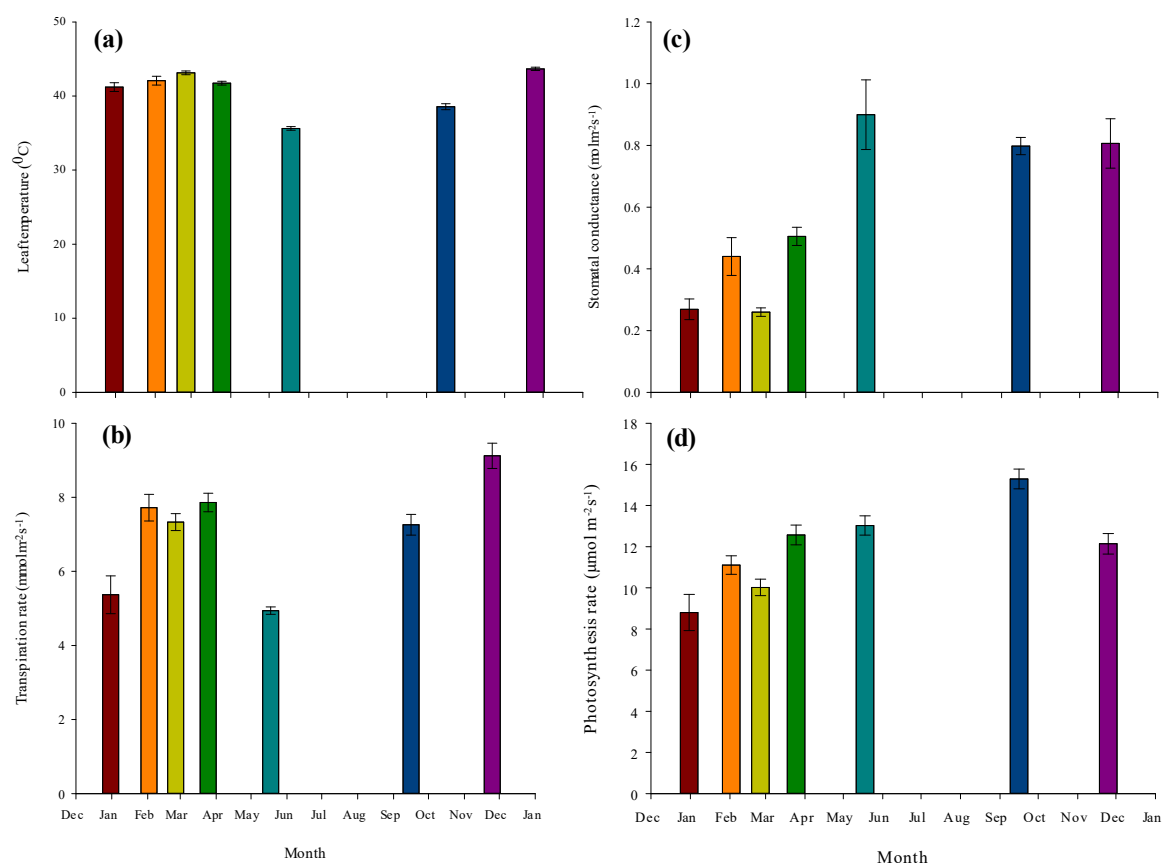 (a)
50
40
30
20
10
0
Leaftemperature (⁰C)
(c)
1.2
1.0
0.8
0.6
0.4
0.2
0.0
Stomatal conductance (molm⁻²s⁻¹)
(b)
10
8
6
4
2
0
Transpiration rate (mmolm⁻²s⁻¹)
Dec Jan Feb Mar Apr May Jun Jul Aug Sep Oct Nov Dec Jan
Month
(d)
18
16
14
12
10
8
6
4
2
0
Photosynthesis rate (μmol m⁻²s⁻¹)
Dec Jan Feb Mar Apr May Jun Jul Aug Sep Oct Nov Dec Jan
Month